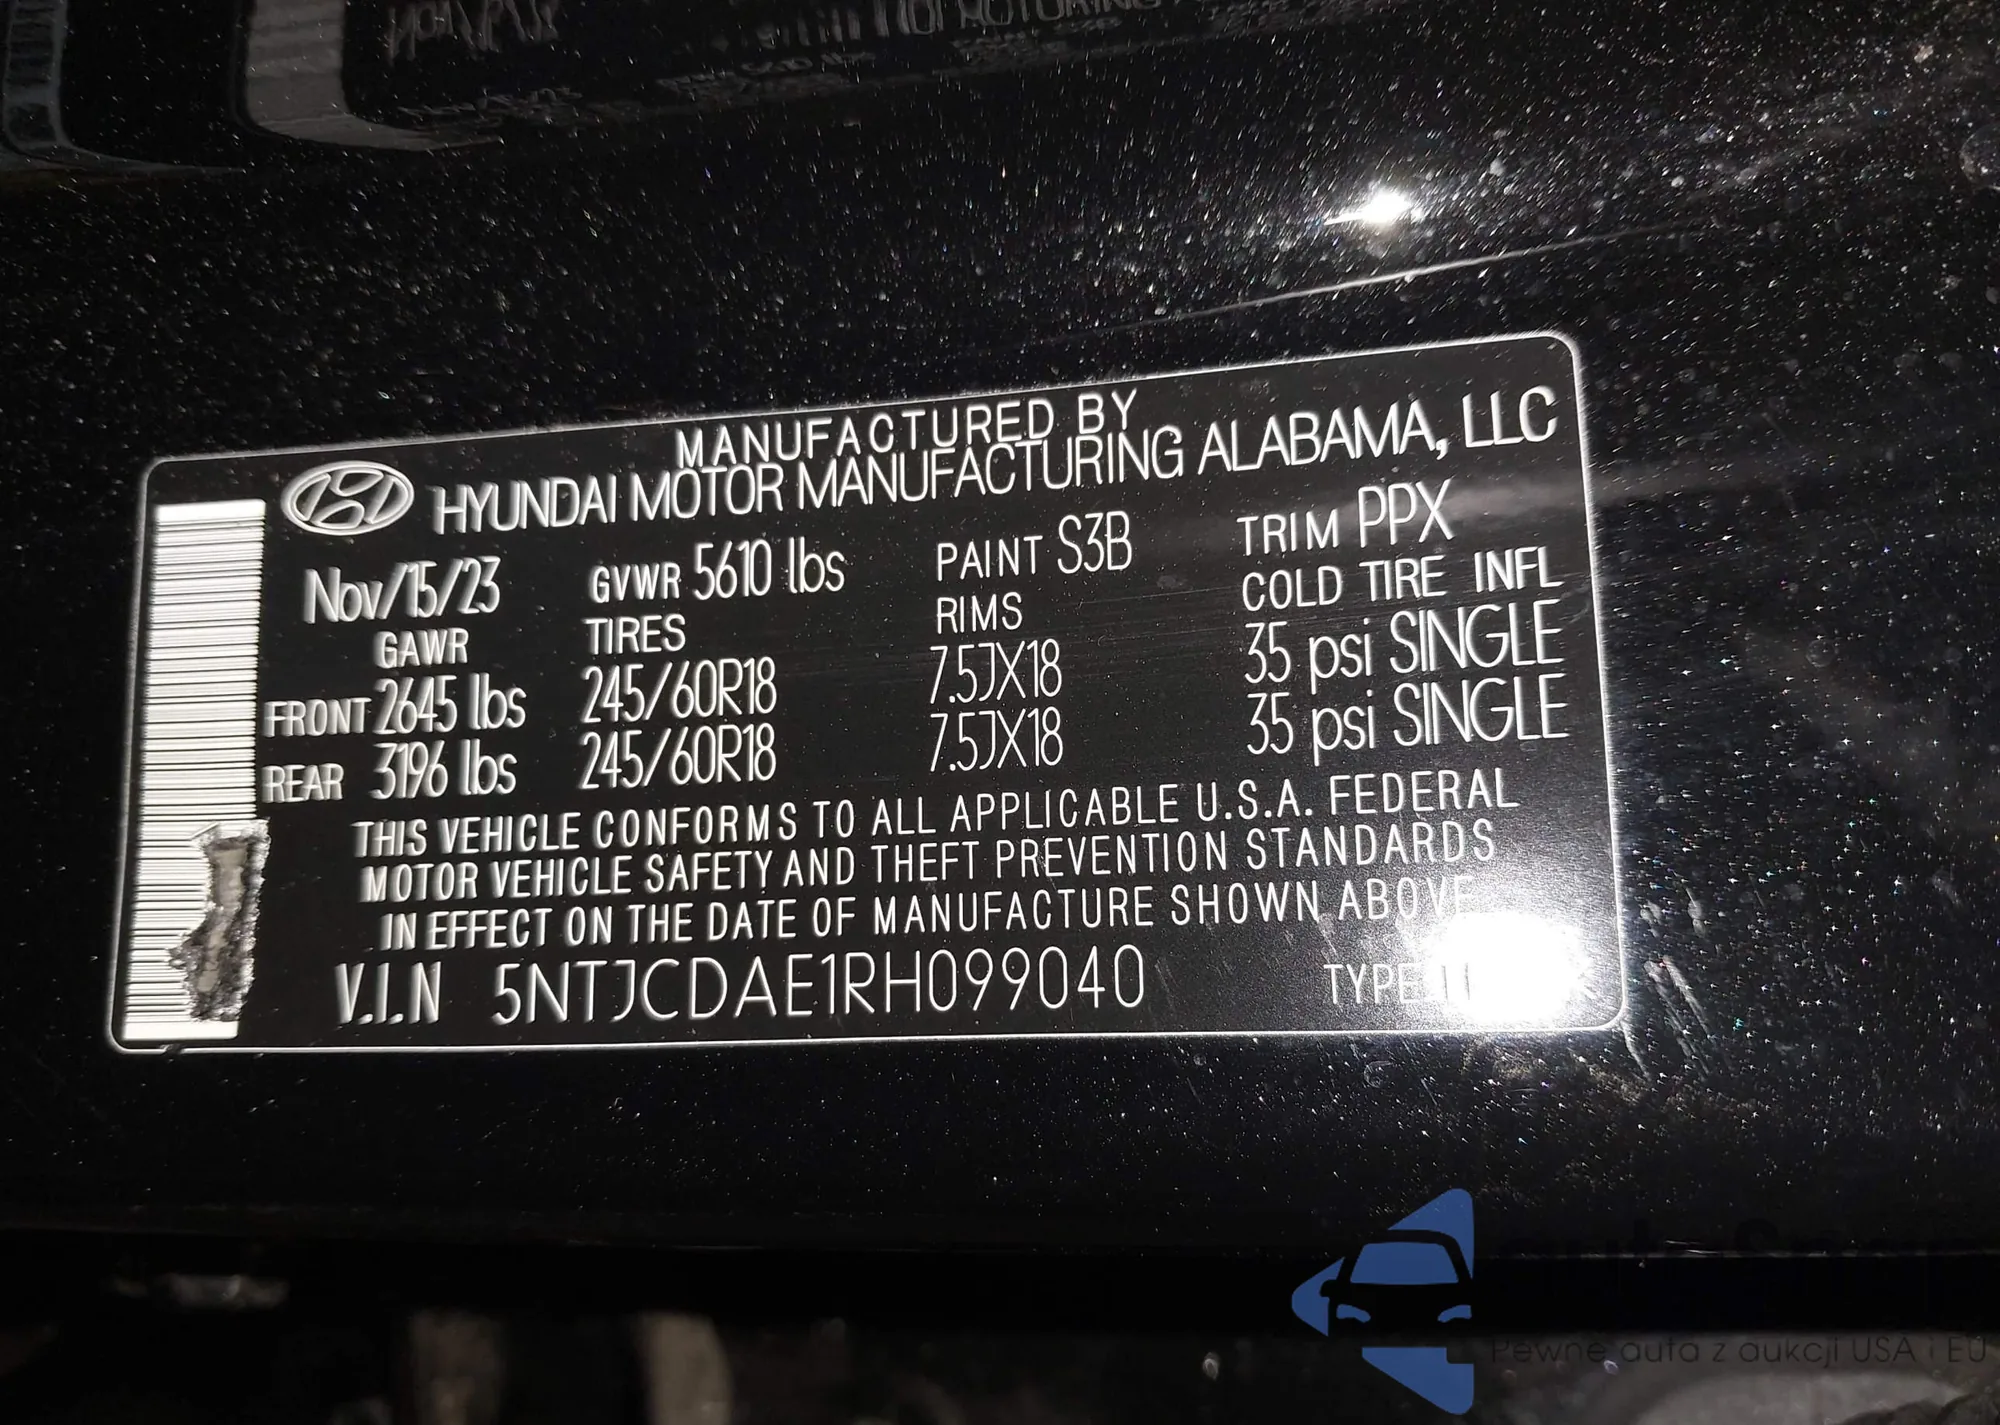 MANUFACTURED BY
HYUNDAI MOTOR MANUFACTURING ALABAMA, LLC
Nov/15/23 GVWR 5610 lbs PAINT S3B TRIM PPX
GAWR TIRES RIMS COLD TIRE INFL
FRONT 2645 lbs 245/60R18 7.5JX18 35 psi SINGLE
REAR 3196 lbs 245/60R18 7.5JX18 35 psi SINGLE
THIS VEHICLE CONFORMS TO ALL APPLICABLE U.S.A. FEDERAL
MOTOR VEHICLE SAFETY AND THEFT PREVENTION STANDARDS
IN EFFECT ON THE DATE OF MANUFACTURE SHOWN ABOVE
V.I.N 5NTJCDAE1RH099040 TYPE
Pewne auta z aukcji USA i EU